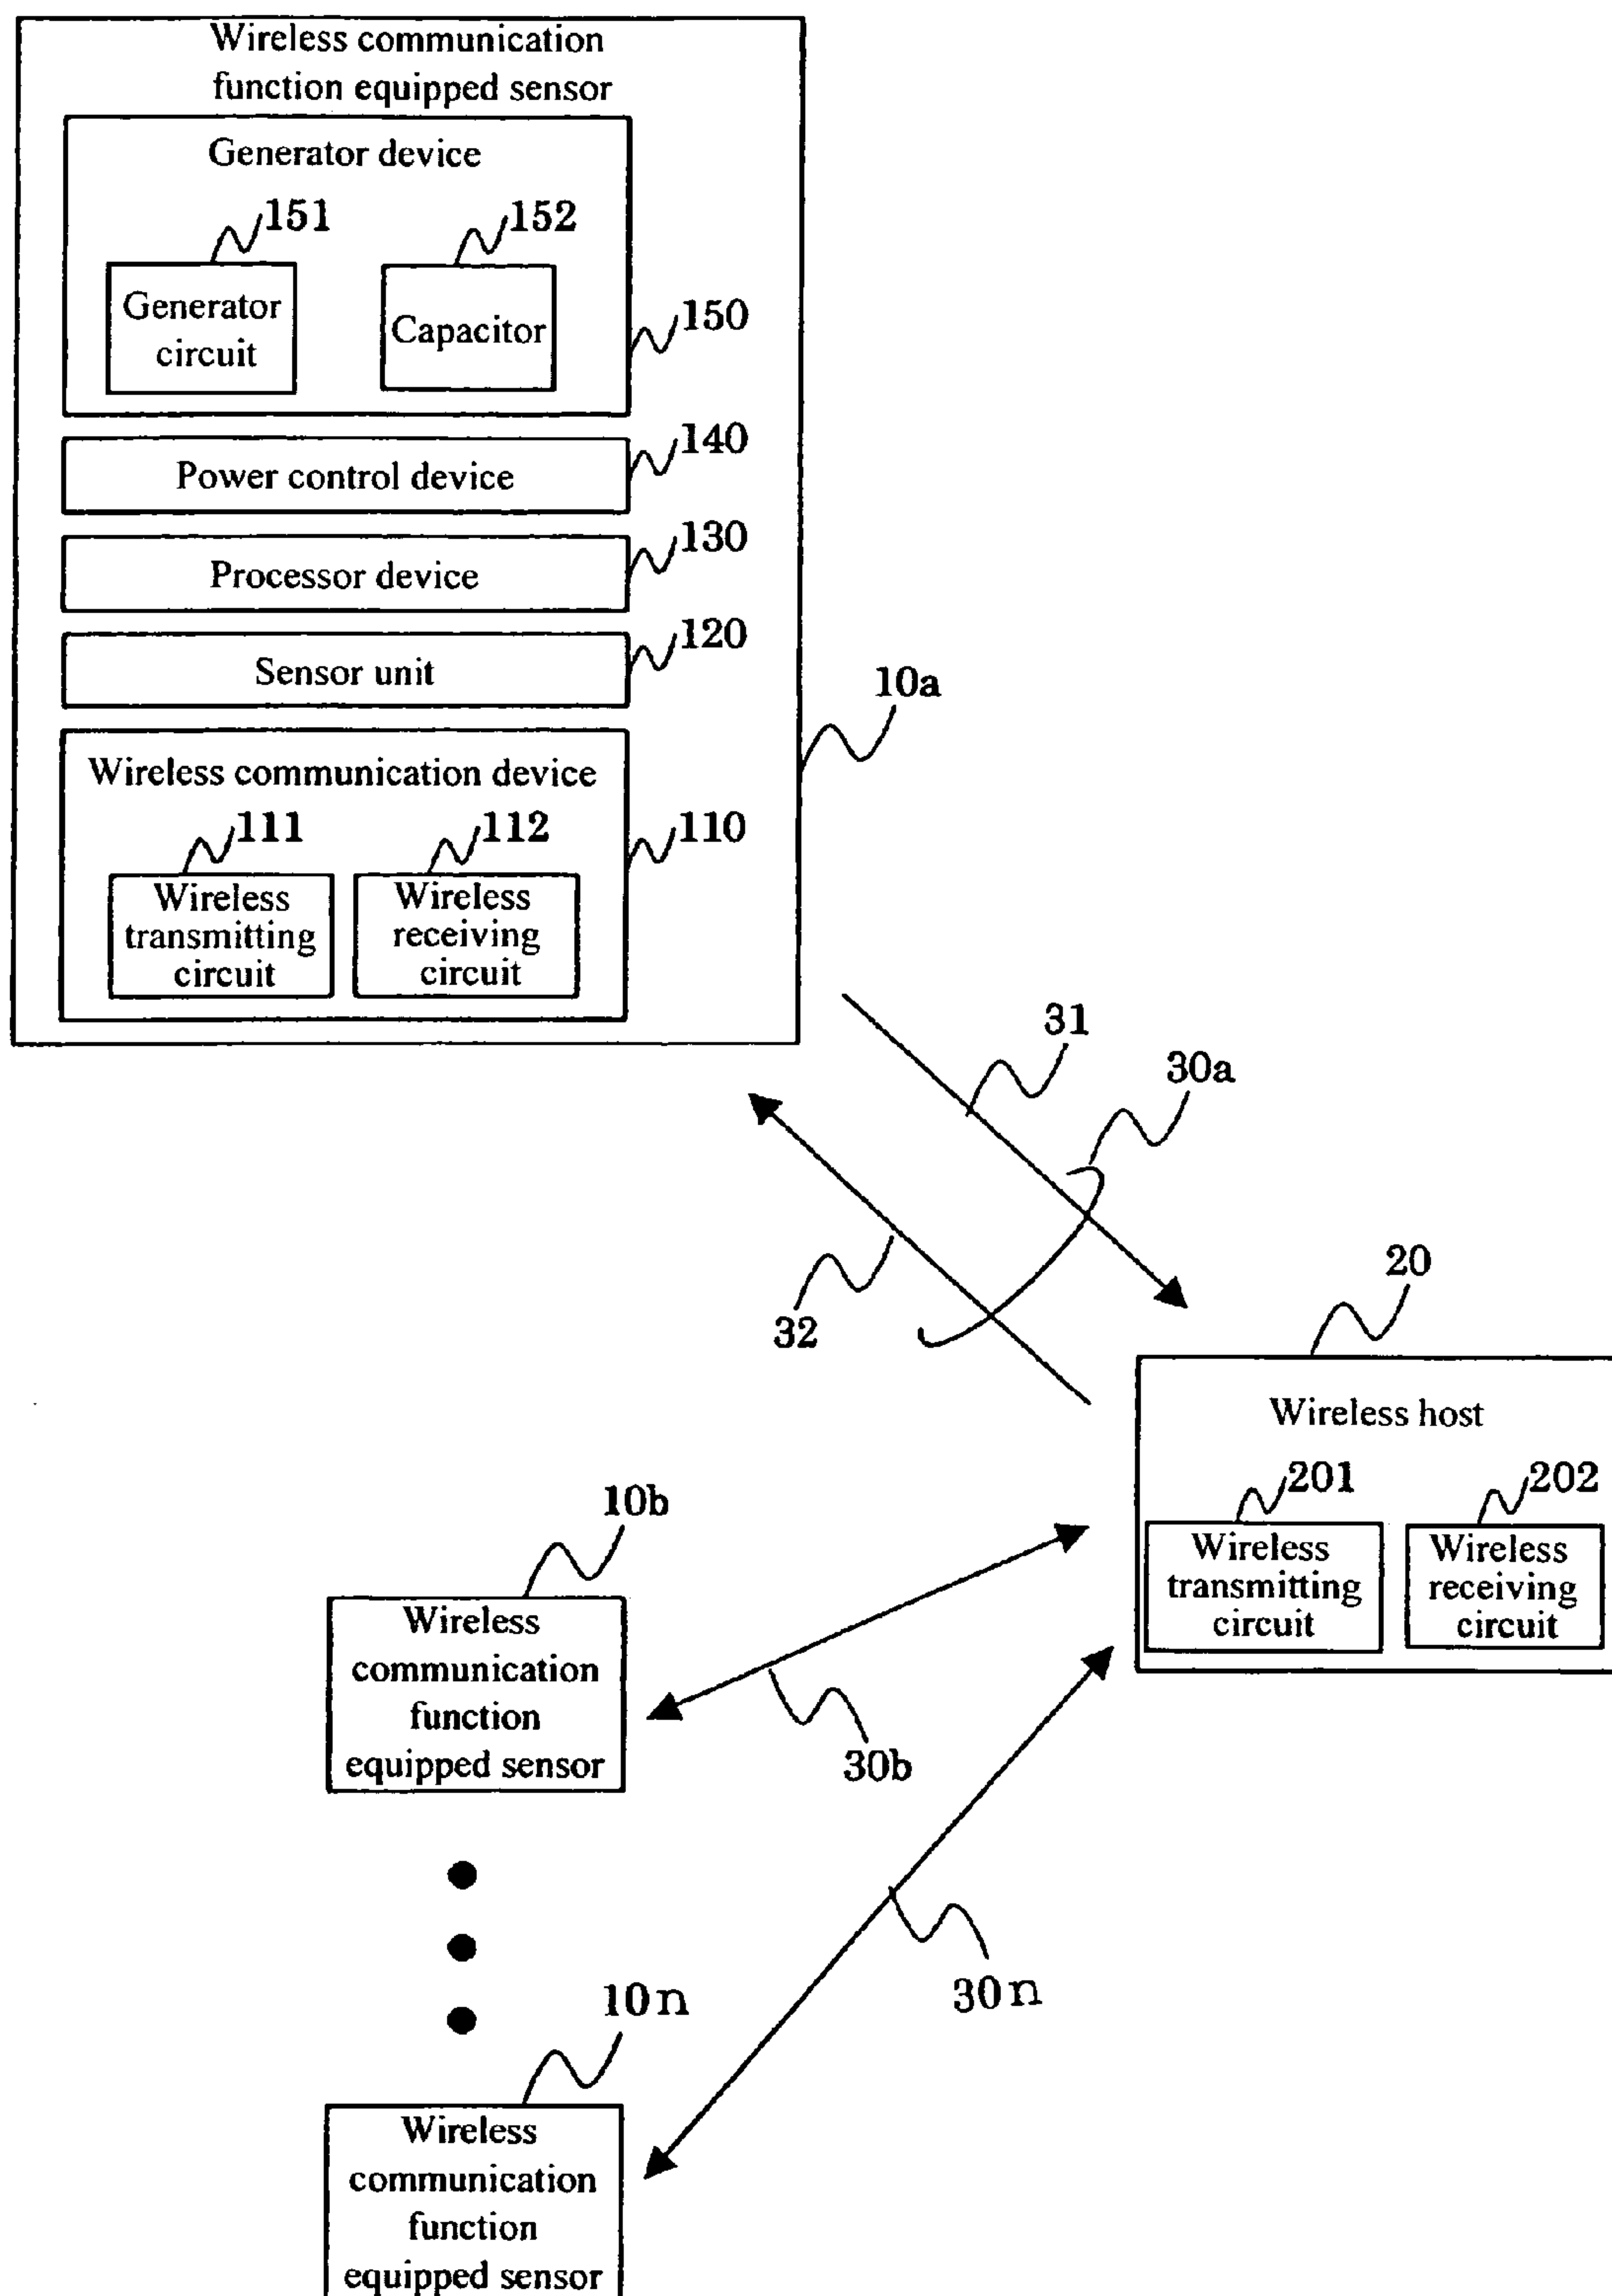 Wireless communication
function equipped sensor
Generator device
151
152
Generator
circuit
Capacitor
150
140
Power control device
130
Processor device
120
Sensor unit
10a
Wireless communication device
111
112
110
Wireless
transmitting
circuit
Wireless
receiving
circuit
31
30a
32
20
Wireless host
201
202
Wireless
transmitting
circuit
Wireless
receiving
circuit
10b
Wireless
communication
function
equipped sensor
30b
30n
10n
Wireless
communication
function
equipped sensor